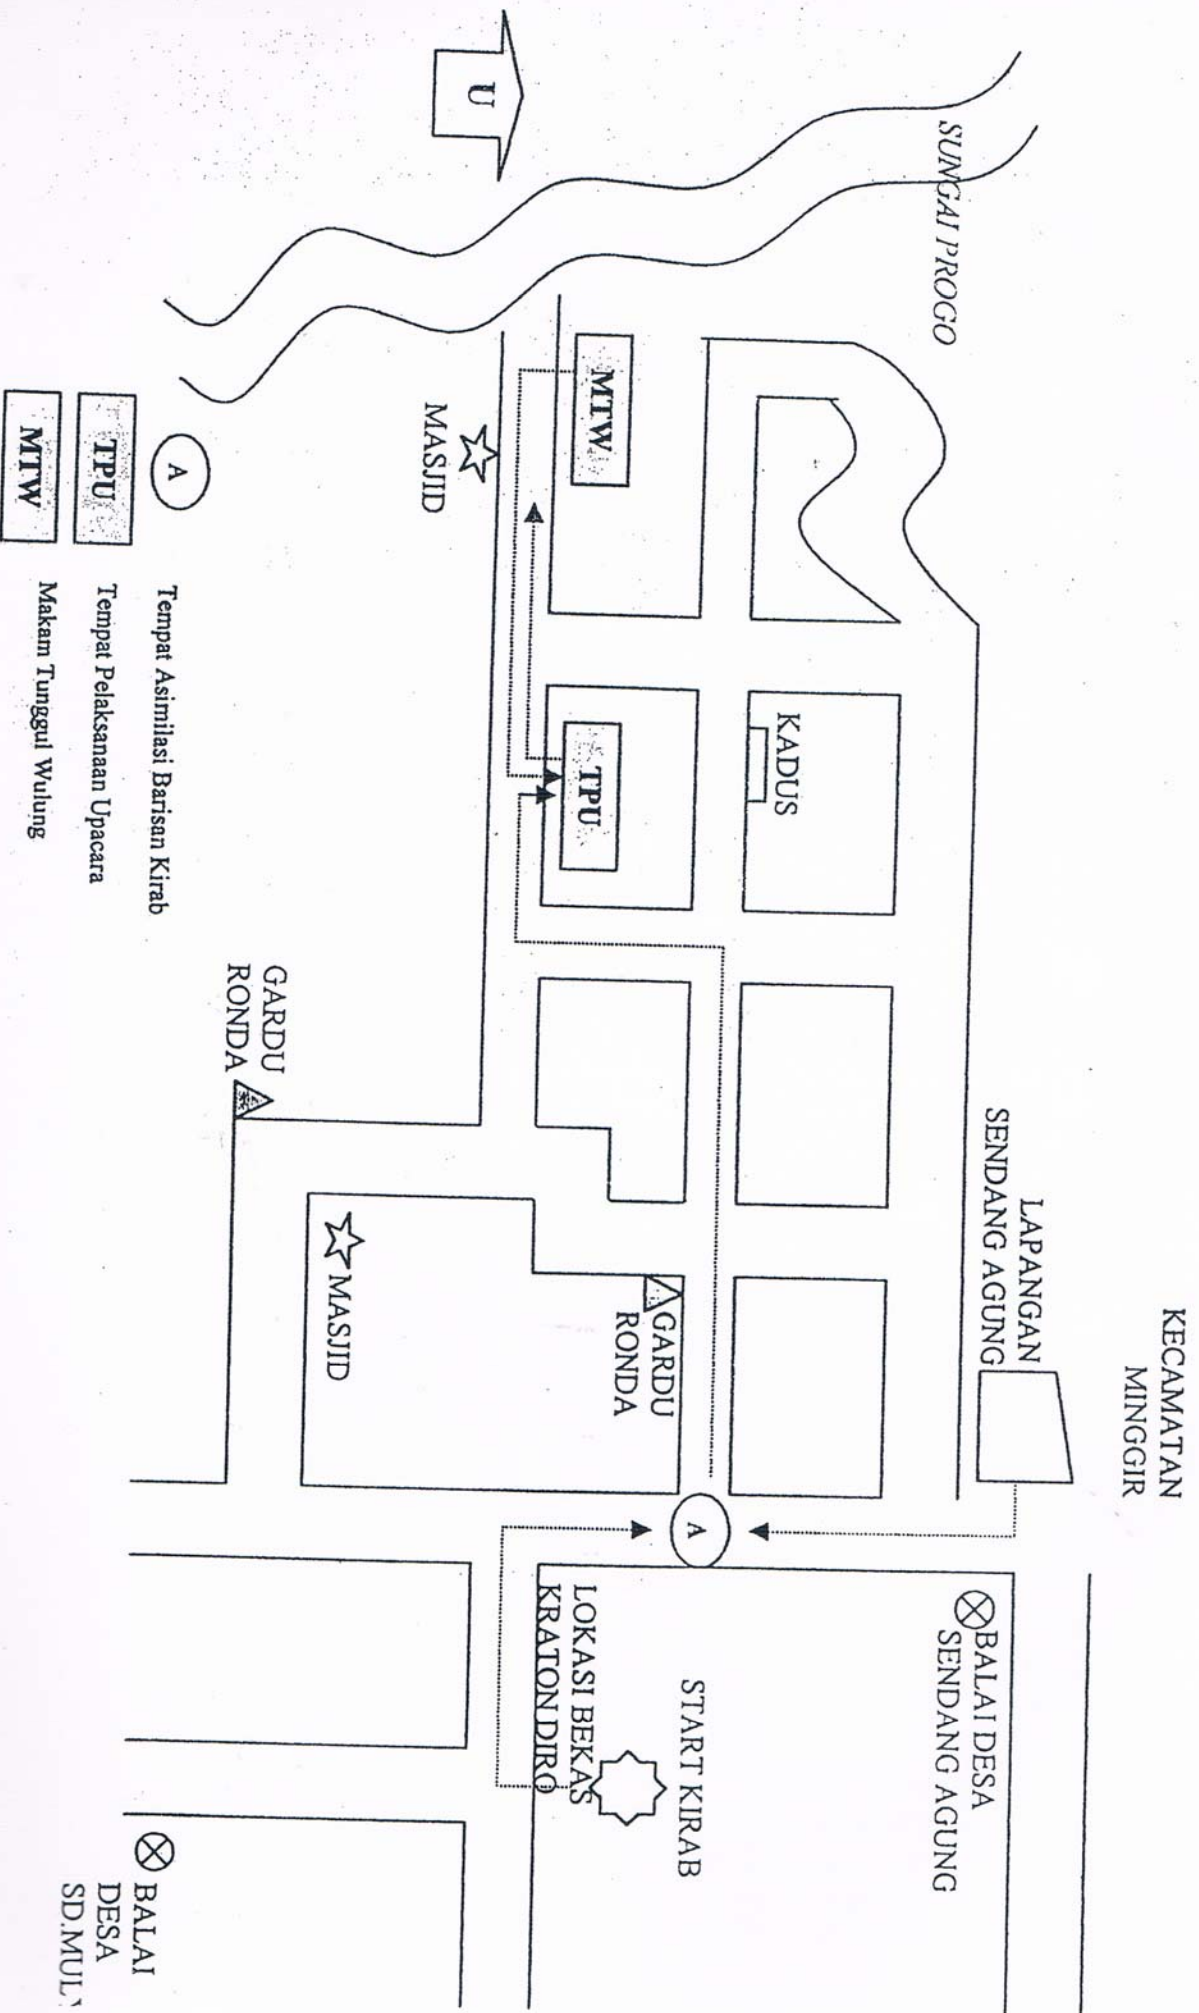 KECAMATAN
MINGGIR
SUNGAI PROGO
U
LAPANGAN
SENDANG AGUNG
BALAI DESA
SENDANG AGUNG
KADUS
START KIRAB
MTW
TPU
GARDU
RONDA
A
LOKASI BEKAS
KRATON DIRO
MASJID
MASJID
GARDU
RONDA
BALAI
DESA
SD.MUL
A
Tempat Asimilasi Barisan Kirab
TPU
Tempat Pelaksanaan Upacara
MTW
Makam Tunggul Wulung